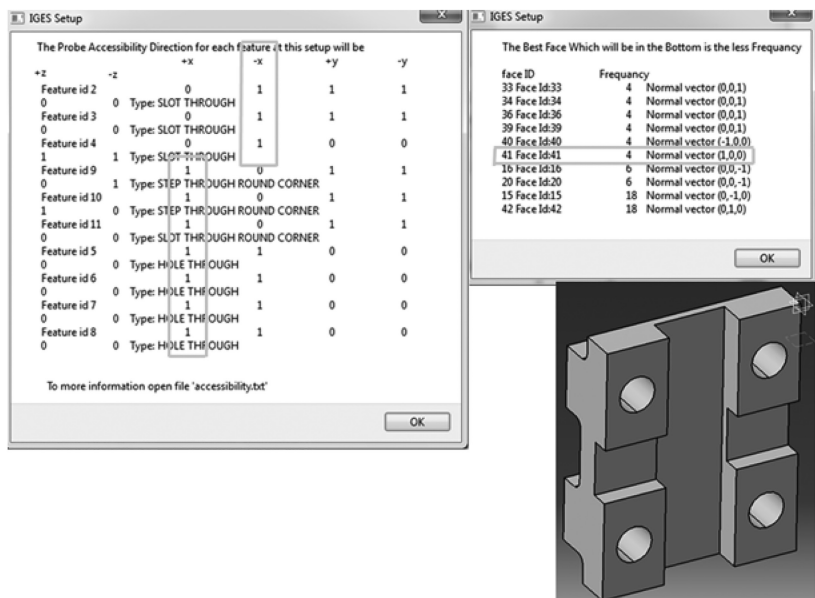 IGES Setup
The Probe Accessibility Direction for each feature at this setup will be
+x -x +y -y
+z -z
Feature id 2 0 1 1 1
0 0 Type: SLOT THROUGH
Feature id 3 0 1 1 1
0 0 Type: SLOT THROUGH
Feature id 4 0 1 0 0
1 1 Type: SLOT THROUGH
Feature id 9 1 0 1 1
0 1 Type: STEP THROUGH ROUND CORNER
Feature id 10 1 0 1 1
1 0 Type: STEP THROUGH ROUND CORNER
Feature id 11 1 0 1 1
0 0 Type: SLOT THROUGH ROUND CORNER
Feature id 5 1 1 0 0
0 0 Type: HOLE THROUGH
Feature id 6 1 1 0 0
0 0 Type: HOLE THROUGH
Feature id 7 1 1 0 0
0 0 Type: HOLE THROUGH
Feature id 8 1 1 0 0
0 0 Type: HOLE THROUGH
To more information open file 'accessibility.txt'
OK
IGES Setup
The Best Face Which will be in the Bottom is the less Frequancy
face ID Frequancy
33 Face Id:33 4 Normal vector (0,0,1)
34 Face Id:34 4 Normal vector (0,0,1)
36 Face Id:36 4 Normal vector (0,0,1)
39 Face Id:39 4 Normal vector (0,0,1)
40 Face Id:40 4 Normal vector (-1,0,0)
41 Face Id:41 4 Normal vector (1,0,0)
16 Face Id:16 6 Normal vector (0,0,-1)
20 Face Id:20 6 Normal vector (0,0,-1)
15 Face Id:15 18 Normal vector (0,-1,0)
42 Face Id:42 18 Normal vector (0,1,0)
OK